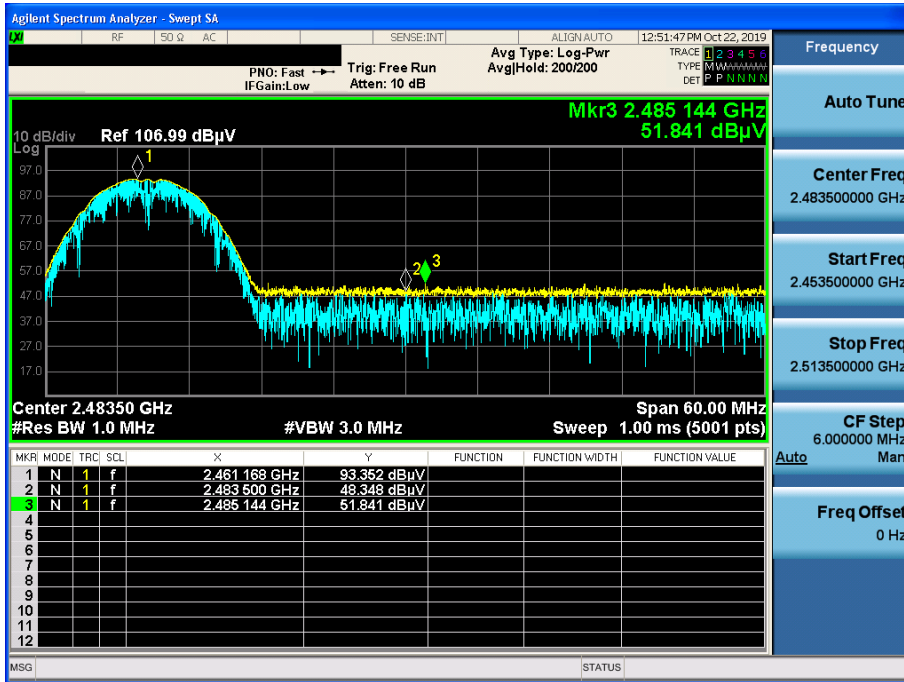 Agilent Spectrum Analyzer - Swept SA
LXI RF 50 Ω AC SENSE:INT ALIGN AUTO 12:51:47 PM Oct 22, 2019
Frequency
PNO: Fast Trig: Free Run Avg Type: Log-Pwr TRACE 1 2 3 4 5 6
IFGain:Low Atten: 10 dB Avg|Hold: 200/200 TYPE MWWWWW
DET P P N N N N
Auto Tune
Mkr3 2.485 144 GHz
51.841 dBµV
10 dB/div Ref 106.99 dBµV
Log
97.0
87.0
77.0
67.0
57.0
47.0
37.0
27.0
17.0
1
2
3
Center Freq
2.483500000 GHz
Start Freq
2.453500000 GHz
Stop Freq
2.513500000 GHz
Center 2.48350 GHz Span 60.00 MHz
#Res BW 1.0 MHz #VBW 3.0 MHz Sweep 1.00 ms (5001 pts)
CF Step
6.000000 MHz
Auto Man
MKR MODE TRC SCL X Y FUNCTION FUNCTION WIDTH FUNCTION VALUE
1 N 1 f 2.461 168 GHz 93.352 dBµV
2 N 1 f 2.483 500 GHz 48.348 dBµV
3 N 1 f 2.485 144 GHz 51.841 dBµV
4
5
6
7
8
9
10
11
12
Freq Offset
0 Hz
MSG STATUS